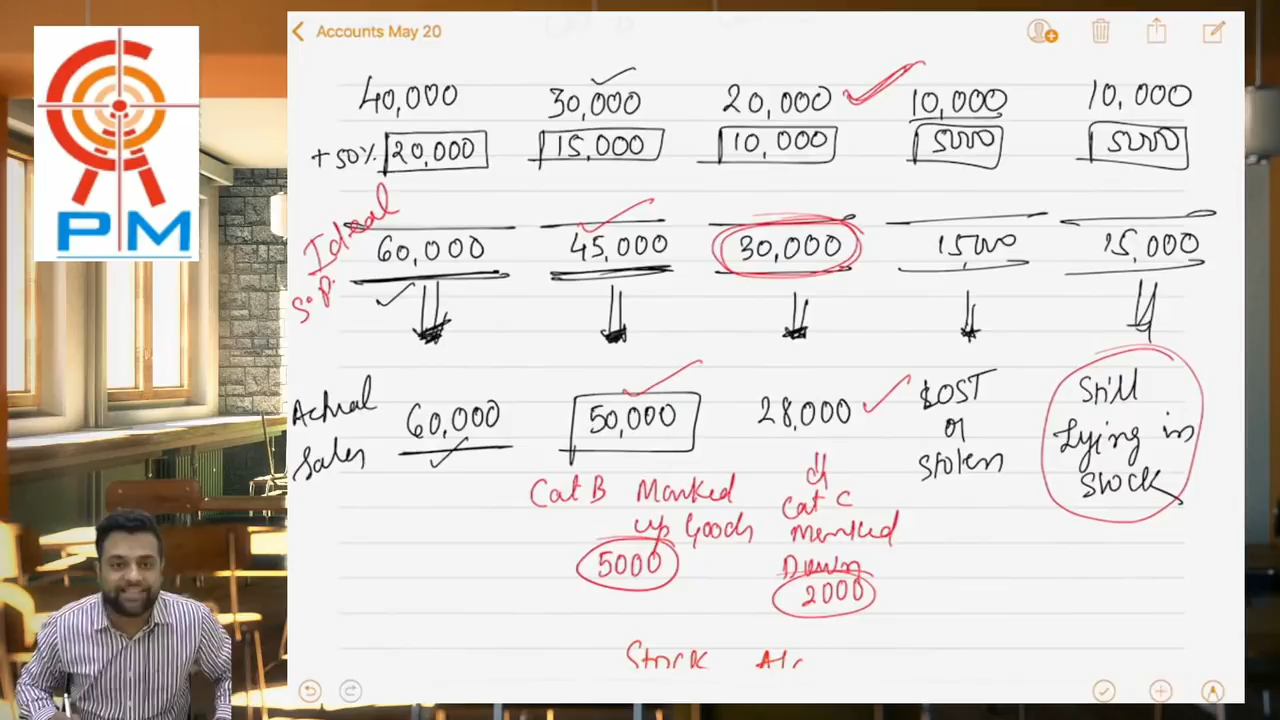 Accounts May 20
CA
PM
40,000 30,000 20,000 10,000 10,000
+50% 20,000 15,000 10,000 5000 5000
Ideal S.P. 60,000 45,000 30,000 15000 15,000
Actual Sales 60,000 50,000 28,000 LOST or Stolen Still Lying in Stock
Cat B Marked up Goods 5000
Cat C Marked Down 2000
Stock A/c